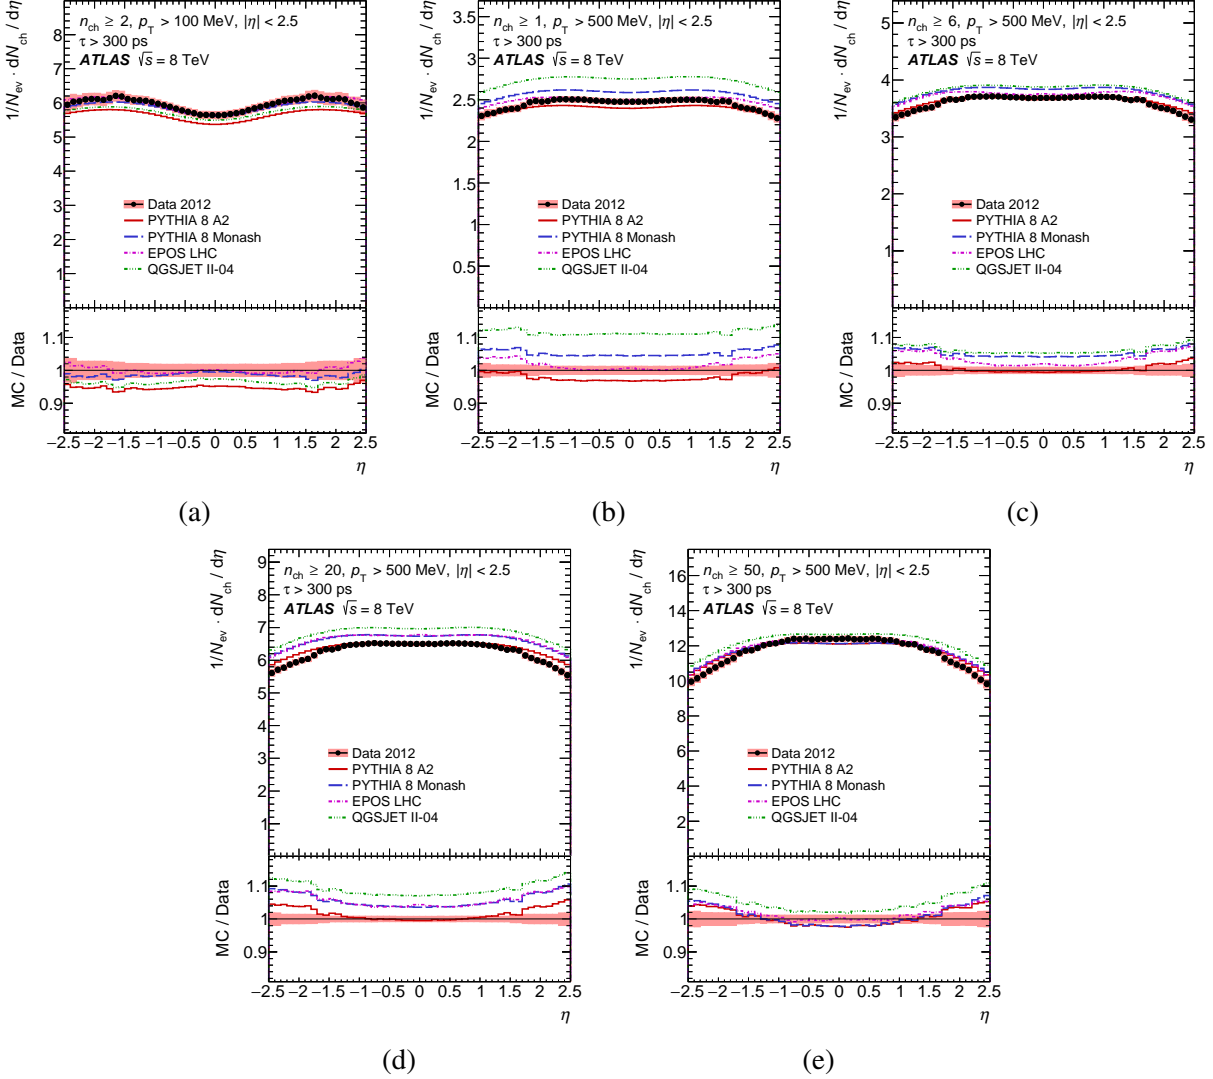 1/N_ev · dN_ch / dη
n_ch ≥ 2, p_T > 100 MeV, |η| < 2.5
τ > 300 ps
ATLAS √s = 8 TeV
8
6
5
4
3
2
1
Data 2012
PYTHIA 8 A2
PYTHIA 8 Monash
EPOS LHC
QGSJET II-04
MC / Data
1.1
1
0.9
−2.5 −2 −1.5 −1 −0.5 0 0.5 1 1.5 2 2.5
η
(a)
1/N_ev · dN_ch / dη
n_ch ≥ 1, p_T > 500 MeV, |η| < 2.5
τ > 300 ps
ATLAS √s = 8 TeV
3.5
3
2.5
2
1.5
1
0.5
Data 2012
PYTHIA 8 A2
PYTHIA 8 Monash
EPOS LHC
QGSJET II-04
MC / Data
1.1
1
0.9
−2.5 −2 −1.5 −1 −0.5 0 0.5 1 1.5 2 2.5
η
(b)
1/N_ev · dN_ch / dη
n_ch ≥ 6, p_T > 500 MeV, |η| < 2.5
τ > 300 ps
ATLAS √s = 8 TeV
5
4
3
2
1
Data 2012
PYTHIA 8 A2
PYTHIA 8 Monash
EPOS LHC
QGSJET II-04
MC / Data
1.1
1
0.9
−2.5 −2 −1.5 −1 −0.5 0 0.5 1 1.5 2 2.5
η
(c)
1/N_ev · dN_ch / dη
n_ch ≥ 20, p_T > 500 MeV, |η| < 2.5
τ > 300 ps
ATLAS √s = 8 TeV
9
8
7
6
5
4
3
2
1
Data 2012
PYTHIA 8 A2
PYTHIA 8 Monash
EPOS LHC
QGSJET II-04
MC / Data
1.1
1
0.9
−2.5 −2 −1.5 −1 −0.5 0 0.5 1 1.5 2 2.5
η
(d)
1/N_ev · dN_ch / dη
n_ch ≥ 50, p_T > 500 MeV, |η| < 2.5
τ > 300 ps
ATLAS √s = 8 TeV
16
14
12
10
8
6
4
2
Data 2012
PYTHIA 8 A2
PYTHIA 8 Monash
EPOS LHC
QGSJET II-04
MC / Data
1.1
1
0.9
−2.5 −2 −1.5 −1 −0.5 0 0.5 1 1.5 2 2.5
η
(e)